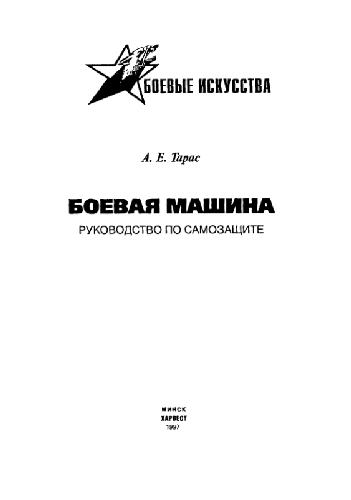 БОЕВЫЕ ИСКУССТВА
А. Е. Тарас
БОЕВАЯ МАШИНА
РУКОВОДСТВО ПО САМОЗАЩИТЕ
МИНСК
ХАРВЕСТ
1997